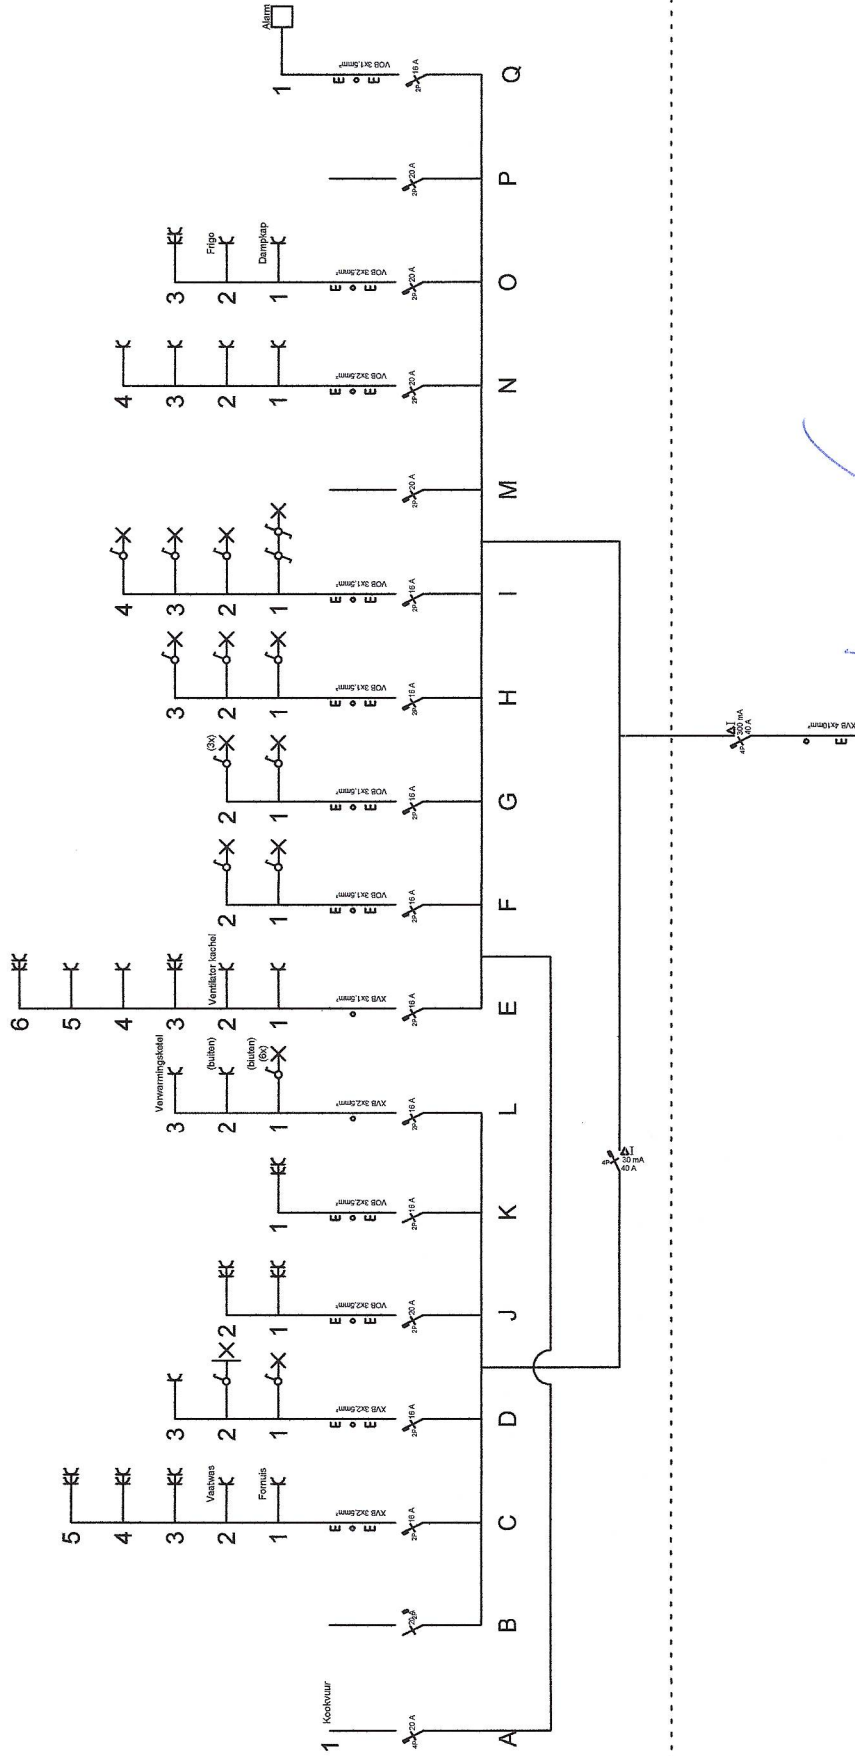 A
1
Kookvuur
4P 20 A
B
20 A
2P
C
1
Fornuis
2
Vaatwas
3
4
5
XVB 3x2,5mm²
2P 16 A
D
1
2
3
XVB 3x2,5mm²
2P 16 A
J
1
2
VOB 3x2,5mm²
2P 20 A
K
1
VOB 3x2,5mm²
2P 16 A
L
1
(biuten)
(6x)
2
(buiten)
3
Verwarmingsketel
XVB 3x2,5mm²
2P 16 A
E
1
2
Ventilator kachel
3
4
5
6
XVB 3x1,5mm²
2P 16 A
F
1
2
VOB 3x1,5mm²
2P 16 A
G
1
2
(3x)
VOB 3x1,5mm²
2P 16 A
H
1
2
3
VOB 3x1,5mm²
2P 16 A
I
1
2
3
4
VOB 3x1,5mm²
2P 16 A
M
2P 20 A
N
1
2
3
4
VOB 3x2,5mm²
2P 20 A
O
1
Dampkap
2
Frigo
3
VOB 3x2,5mm²
2P 20 A
P
2P 20 A
Q
1
Alarm
VOB 3x1,5mm²
2P 16 A
4P
ΔI
30 mA
40 A
4P
ΔI
300 mA
40 A
XVB 4x10mm²